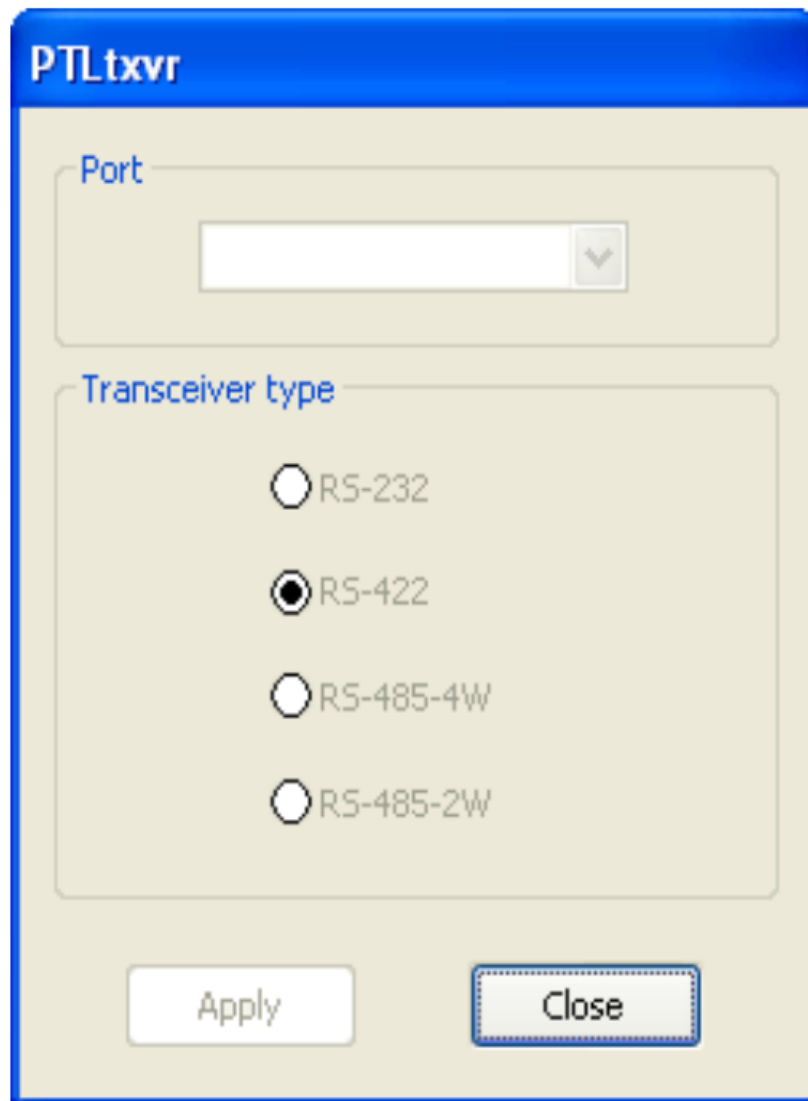 PTLtxvr
Port
Transceiver type
RS-232
RS-422
RS-485-4W
RS-485-2W
Apply
Close